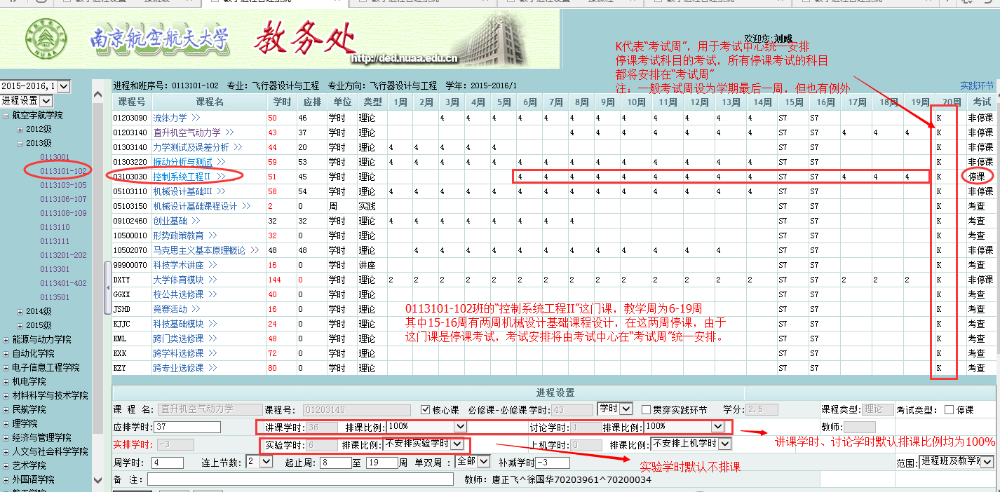 南京航空航天大学 教务处
http://ded.nuaa.edu.cn
NUAA
欢迎您:刘威
K代表“考试周”，用于考试中心统一安排
停课考试科目的考试，所有停课考试的科目
都将安排在“考试周”
注：一般考试周设为学期最后一周，但也有例外
2015-2016,1
进程设置
航空宇航学院
2012级
2013级
0113001
0113101-102
0113103-105
0113106-107
0113108-109
0113110
0113111
0113201-202
0113301
0113401-402
0113501
2014级
2015级
能源与动力学院
自动化学院
电子信息工程学院
机电学院
材料科学与技术学院
民航学院
理学院
经济与管理学院
人文与社会科学学院
艺术学院
外国语学院
进程和班序号：0113101-102 专业：飞行器设计与工程 专业方向：飞行器设计与工程 学年：2015-2016/1
实践环节
课程号 课程名 学时 应排 单位 类型 1周 2周 3周 4周 5周 6周 7周 8周 9周 10周 11周 12周 13周 14周 15周 16周 17周 18周 19周 20周 考试
01203090 流体力学 >> 50 46 学时 理论 4 4 4 4 4 4 4 4 4 4 4 4 S7 S7 K 非停课
01203140 直升机空气动力学 >> 43 37 学时 理论 4 4 4 4 4 4 4 S7 S7 4 4 4 K 非停课
01303140 力学测试及误差分析 >> 44 20 学时 理论 4 4 4 4 4 S7 S7 K 非停课
01303220 振动分析与测试 >> 59 53 学时 理论 4 4 4 4 4 4 4 4 4 4 4 4 4 4 S7 S7 K 非停课
03103030 控制系统工程II >> 51 45 学时 理论 4 4 4 4 4 4 4 4 4 S7 S7 4 4 4 K 停课
05103110 机械设计基础III >> 58 54 学时 理论 4 4 4 4 4 4 4 4 4 4 4 4 4 4 S7 S7 K 非停课
05103150 机械设计基础课程设计 >> 2 0 周 实践 S7 S7 K 考查
09102460 创业基础 >> 32 32 学时 理论 4 4 4 4 4 4 4 4 S7 S7 K 考查
10500010 形势政策教育 >> 32 0 学时 理论 S7 S7 K 考查
10502070 马克思主义基本原理概论 >> 48 48 学时 理论 4 4 4 4 4 4 4 4 4 4 4 4 S7 S7 K 非停课
99900070 科技学术讲座 >> 16 0 学时 讲座 S7 S7 K 考查
DXTY 大学体育模块 >> 144 0 学时 理论 2 2 2 2 2 2 2 2 2 2 2 2 2 2 S7 S7 2 2 2 K 非停课
GGXX 校公共选修课 >> 40 0 学时 理论 S7 S7 K 考查
JSHD 竞赛活动 >> 16 0 学时 理论 S7 S7 K 考查
KJJC 科技基础模块 >> 24 0 学时 理论 S7 S7 K 考查
KML 跨门类选修课 >> 48 0 学时 理论 S7 S7 K 考查
KXK 跨学科选修课 >> 72 0 学时 理论 S7 S7 K 考查
KZY 跨专业选修课 >> 80 0 学时 理论 S7 S7 K 考查
0113101-102班的“控制系统工程II”这门课，教学周为6-19周
其中15-16周有两周机械设计基础课程设计，在这两周停课，由于
这门课是停课考试，考试安排将由考试中心在“考试周”统一安排。
进程设置
课 程 名: 直升机空气动力学 课程号: 01203140 核心课 必修课-必修课 学时: 43 学时 贯穿实践环节 学分: 2.5 课程类型: 理论 考试类型: 停课
应排学时: 37 讲课学时: 36 排课比例: 100% 讨论学时: 1 排课比例: 100% 教师:
实排学时: -3 实验学时: 6 排课比例: 不安排实验学时 上机学时: 0 排课比例: 不安排上机学时
讲课学时、讨论学时默认排课比例均为100%
实验学时默认不排课
周学时: 4 连上节数: 2 起止周: 8 至 19 周 单双周 : 全部 补减学时 -3 范围: 进程班及教学班
备 注: 教师：唐正飞^徐国华70203961^70200034